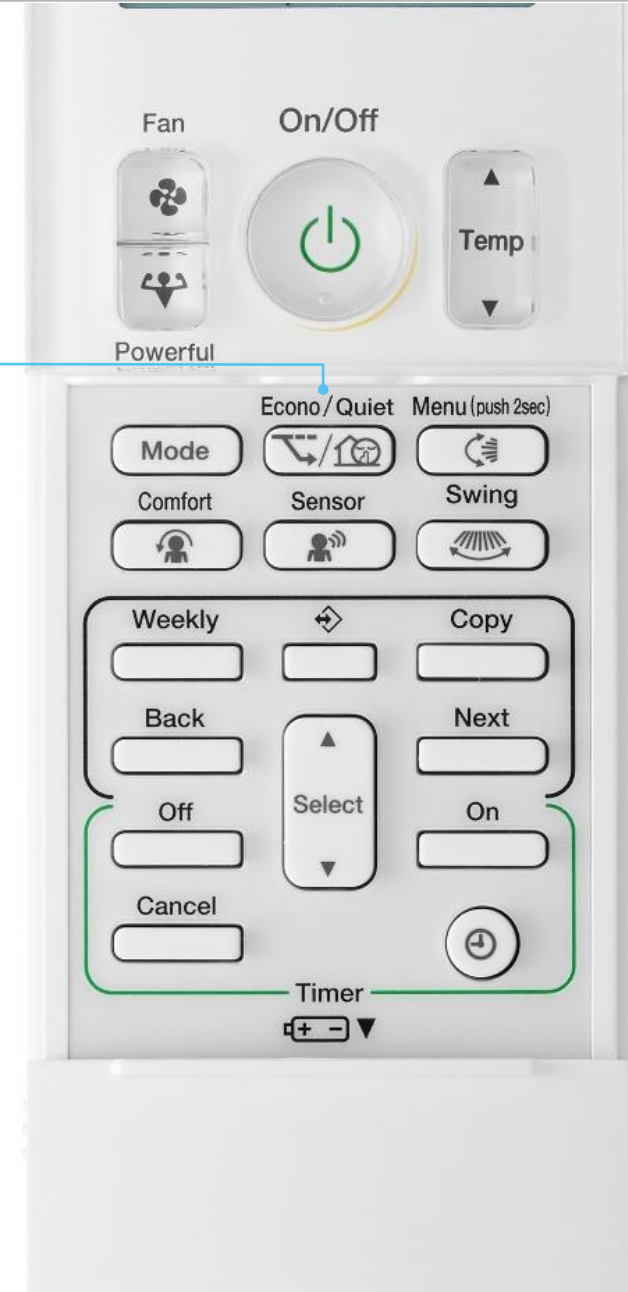 Fan On/Off
Temp
Powerful
Econo/Quiet Menu (push 2sec)
Mode
Comfort Sensor Swing
Weekly Copy
Back Next
Select
Off On
Cancel
Timer